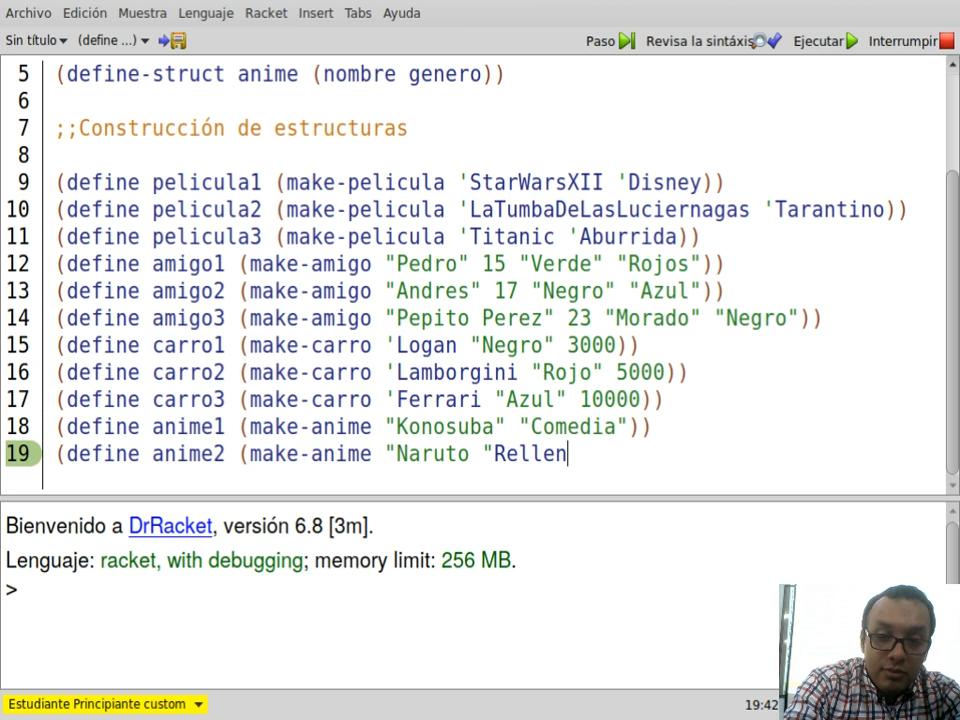 Archivo Edición Muestra Lenguaje Racket Insert Tabs Ayuda
Sin título (define ...) Paso Revisa la sintáxis Ejecutar Interrumpir
5 (define-struct anime (nombre genero))
6
7 ;;Construcción de estructuras
8
9 (define pelicula1 (make-pelicula 'StarWarsXII 'Disney))
10 (define pelicula2 (make-pelicula 'LaTumbaDeLasLuciernagas 'Tarantino))
11 (define pelicula3 (make-pelicula 'Titanic 'Aburrida))
12 (define amigo1 (make-amigo "Pedro" 15 "Verde" "Rojos"))
13 (define amigo2 (make-amigo "Andres" 17 "Negro" "Azul"))
14 (define amigo3 (make-amigo "Pepito Perez" 23 "Morado" "Negro"))
15 (define carro1 (make-carro 'Logan "Negro" 3000))
16 (define carro2 (make-carro 'Lamborgini "Rojo" 5000))
17 (define carro3 (make-carro 'Ferrari "Azul" 10000))
18 (define anime1 (make-anime "Konosuba" "Comedia"))
19 (define anime2 (make-anime "Naruto "Rellen
Bienvenido a DrRacket, versión 6.8 [3m].
Lenguaje: racket, with debugging; memory limit: 256 MB.
>
Estudiante Principiante custom 19:42